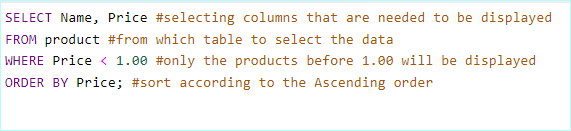 SELECT Name, Price #selecting columns that are needed to be displayed
FROM product #from which table to select the data
WHERE Price < 1.00 #only the products before 1.00 will be displayed
ORDER BY Price; #sort according to the Ascending order